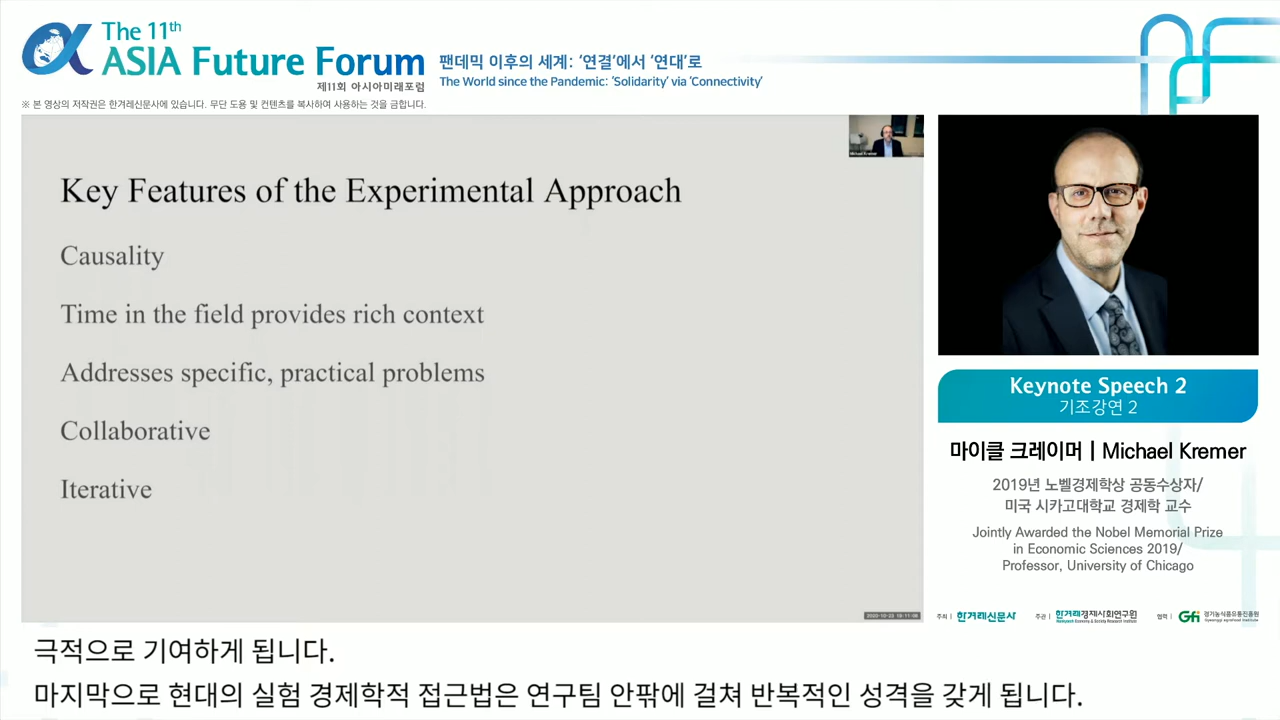 The 11th
ASIA Future Forum
제11회 아시아미래포럼
팬데믹 이후의 세계: ‘연결’에서 ‘연대’로
The World since the Pandemic: ‘Solidarity’ via ‘Connectivity’
※ 본 영상의 저작권은 한겨레신문사에 있습니다. 무단 도용 및 컨텐츠를 복사하여 사용하는 것을 금합니다.
Michael Kremer
Key Features of the Experimental Approach
Causality
Time in the field provides rich context
Addresses specific, practical problems
Collaborative
Iterative
Keynote Speech 2
기조강연 2
마이클 크레이머 | Michael Kremer
2019년 노벨경제학상 공동수상자/
미국 시카고대학교 경제학 교수
Jointly Awarded the Nobel Memorial Prize
in Economic Sciences 2019/
Professor, University of Chicago
주최 | 한겨레신문사 주관 | 한겨레경제사회연구원 협력 | Gfi 경기농식품유통진흥원
극적으로 기여하게 됩니다.
마지막으로 현대의 실험 경제학적 접근법은 연구팀 안팎에 걸쳐 반복적인 성격을 갖게 됩니다.